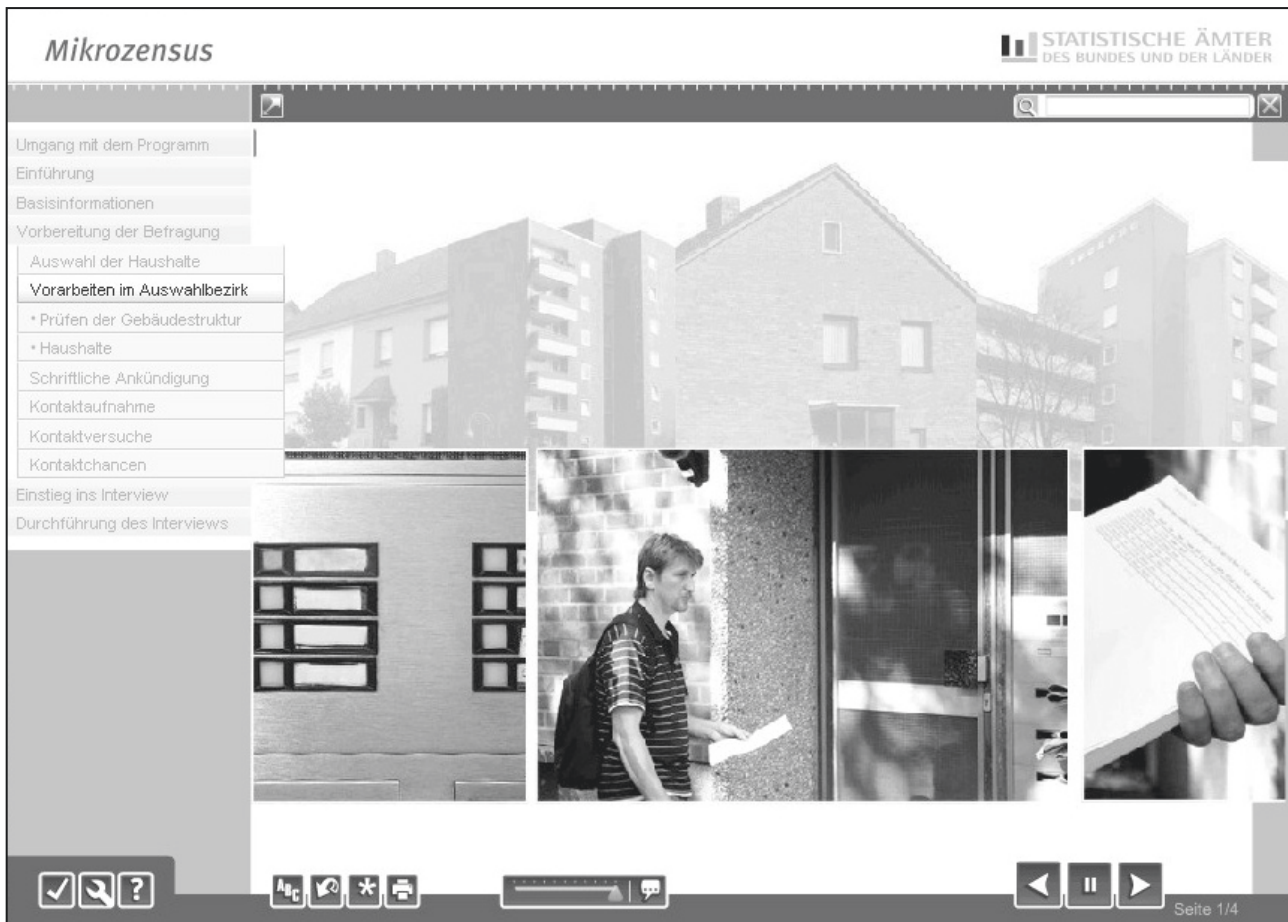 Mikrozensus
STATISTISCHE ÄMTER
DES BUNDES UND DER LÄNDER
Umgang mit dem Programm
Einführung
Basisinformationen
Vorbereitung der Befragung
Auswahl der Haushalte
Vorarbeiten im Auswahlbezirk
• Prüfen der Gebäudestruktur
• Haushalte
Schriftliche Ankündigung
Kontaktaufnahme
Kontaktversuche
Kontaktchancen
Einstieg ins Interview
Durchführung des Interviews
?
ABC
*
Seite 1/4